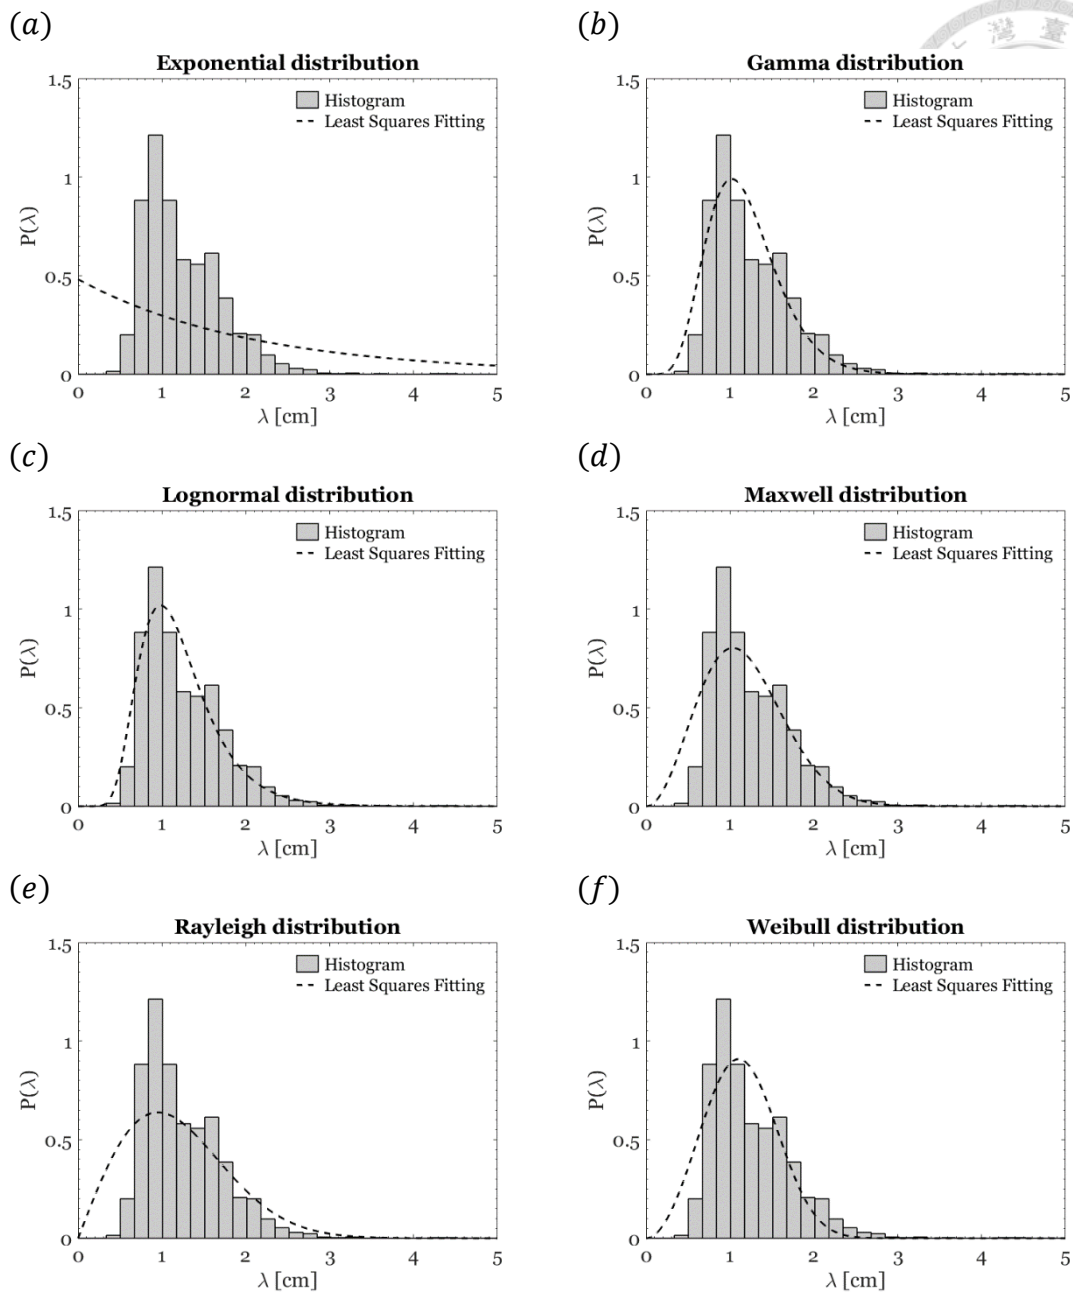 (a)
(b)
灣 臺
Exponential distribution
Gamma distribution
1.5
1
0.5
0
P(λ)
Histogram
Least Squares Fitting
0 1 2 3 4 5
λ [cm]
1.5
1
0.5
0
P(λ)
Histogram
Least Squares Fitting
0 1 2 3 4 5
λ [cm]
(c)
(d)
Lognormal distribution
Maxwell distribution
1.5
1
0.5
0
P(λ)
Histogram
Least Squares Fitting
0 1 2 3 4 5
λ [cm]
1.5
1
0.5
0
P(λ)
Histogram
Least Squares Fitting
0 1 2 3 4 5
λ [cm]
(e)
(f)
Rayleigh distribution
Weibull distribution
1.5
1
0.5
0
P(λ)
Histogram
Least Squares Fitting
0 1 2 3 4 5
λ [cm]
1.5
1
0.5
0
P(λ)
Histogram
Least Squares Fitting
0 1 2 3 4 5
λ [cm]